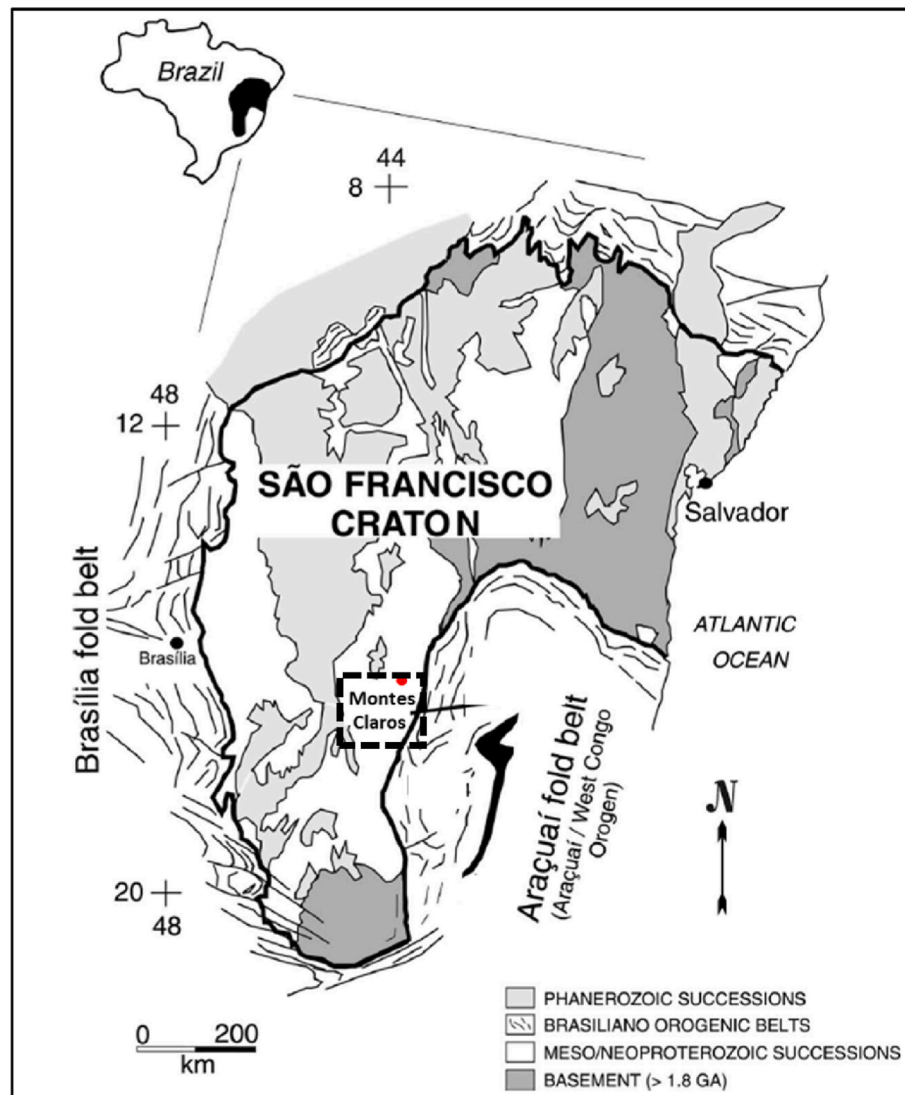 Brazil
44
8
48
12
SÃO FRANCISCO
CRATON
Salvador
Brasília fold belt
Brasília
ATLANTIC
OCEAN
Montes
Claros
Araçuaí fold belt
(Araçuaí / West Congo
Orogen)
N
20
48
0 200
km
PHANEROZOIC SUCCESSIONS
BRASILIANO OROGENIC BELTS
MESO/NEOPROTEROZOIC SUCCESSIONS
BASEMENT (> 1.8 GA)